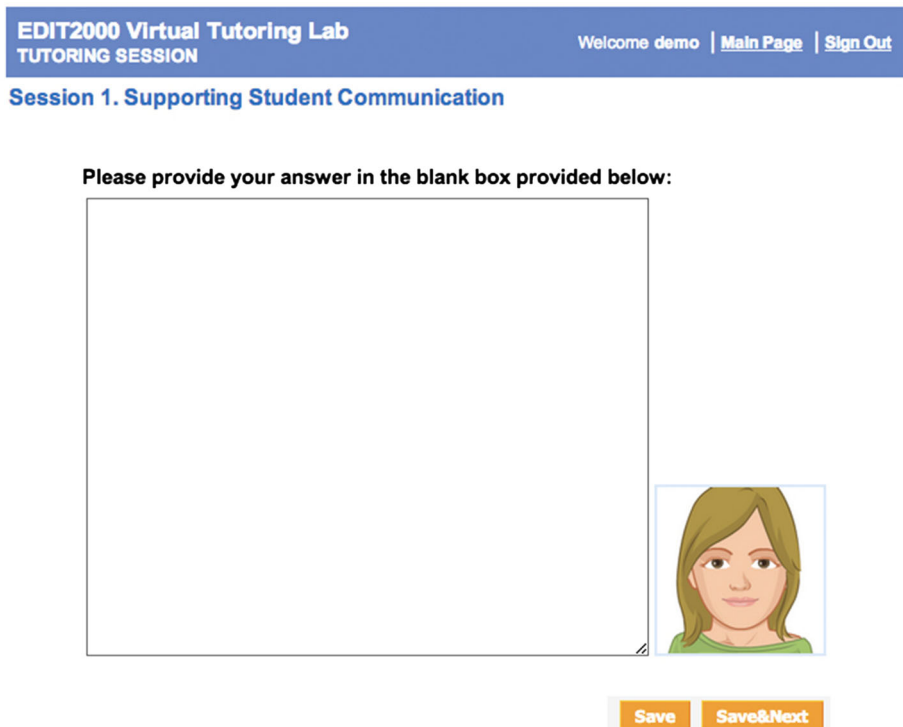 EDIT2000 Virtual Tutoring Lab
TUTORING SESSION
Welcome demo | Main Page | Sign Out
Session 1. Supporting Student Communication
Please provide your answer in the blank box provided below:
Save Save&Next